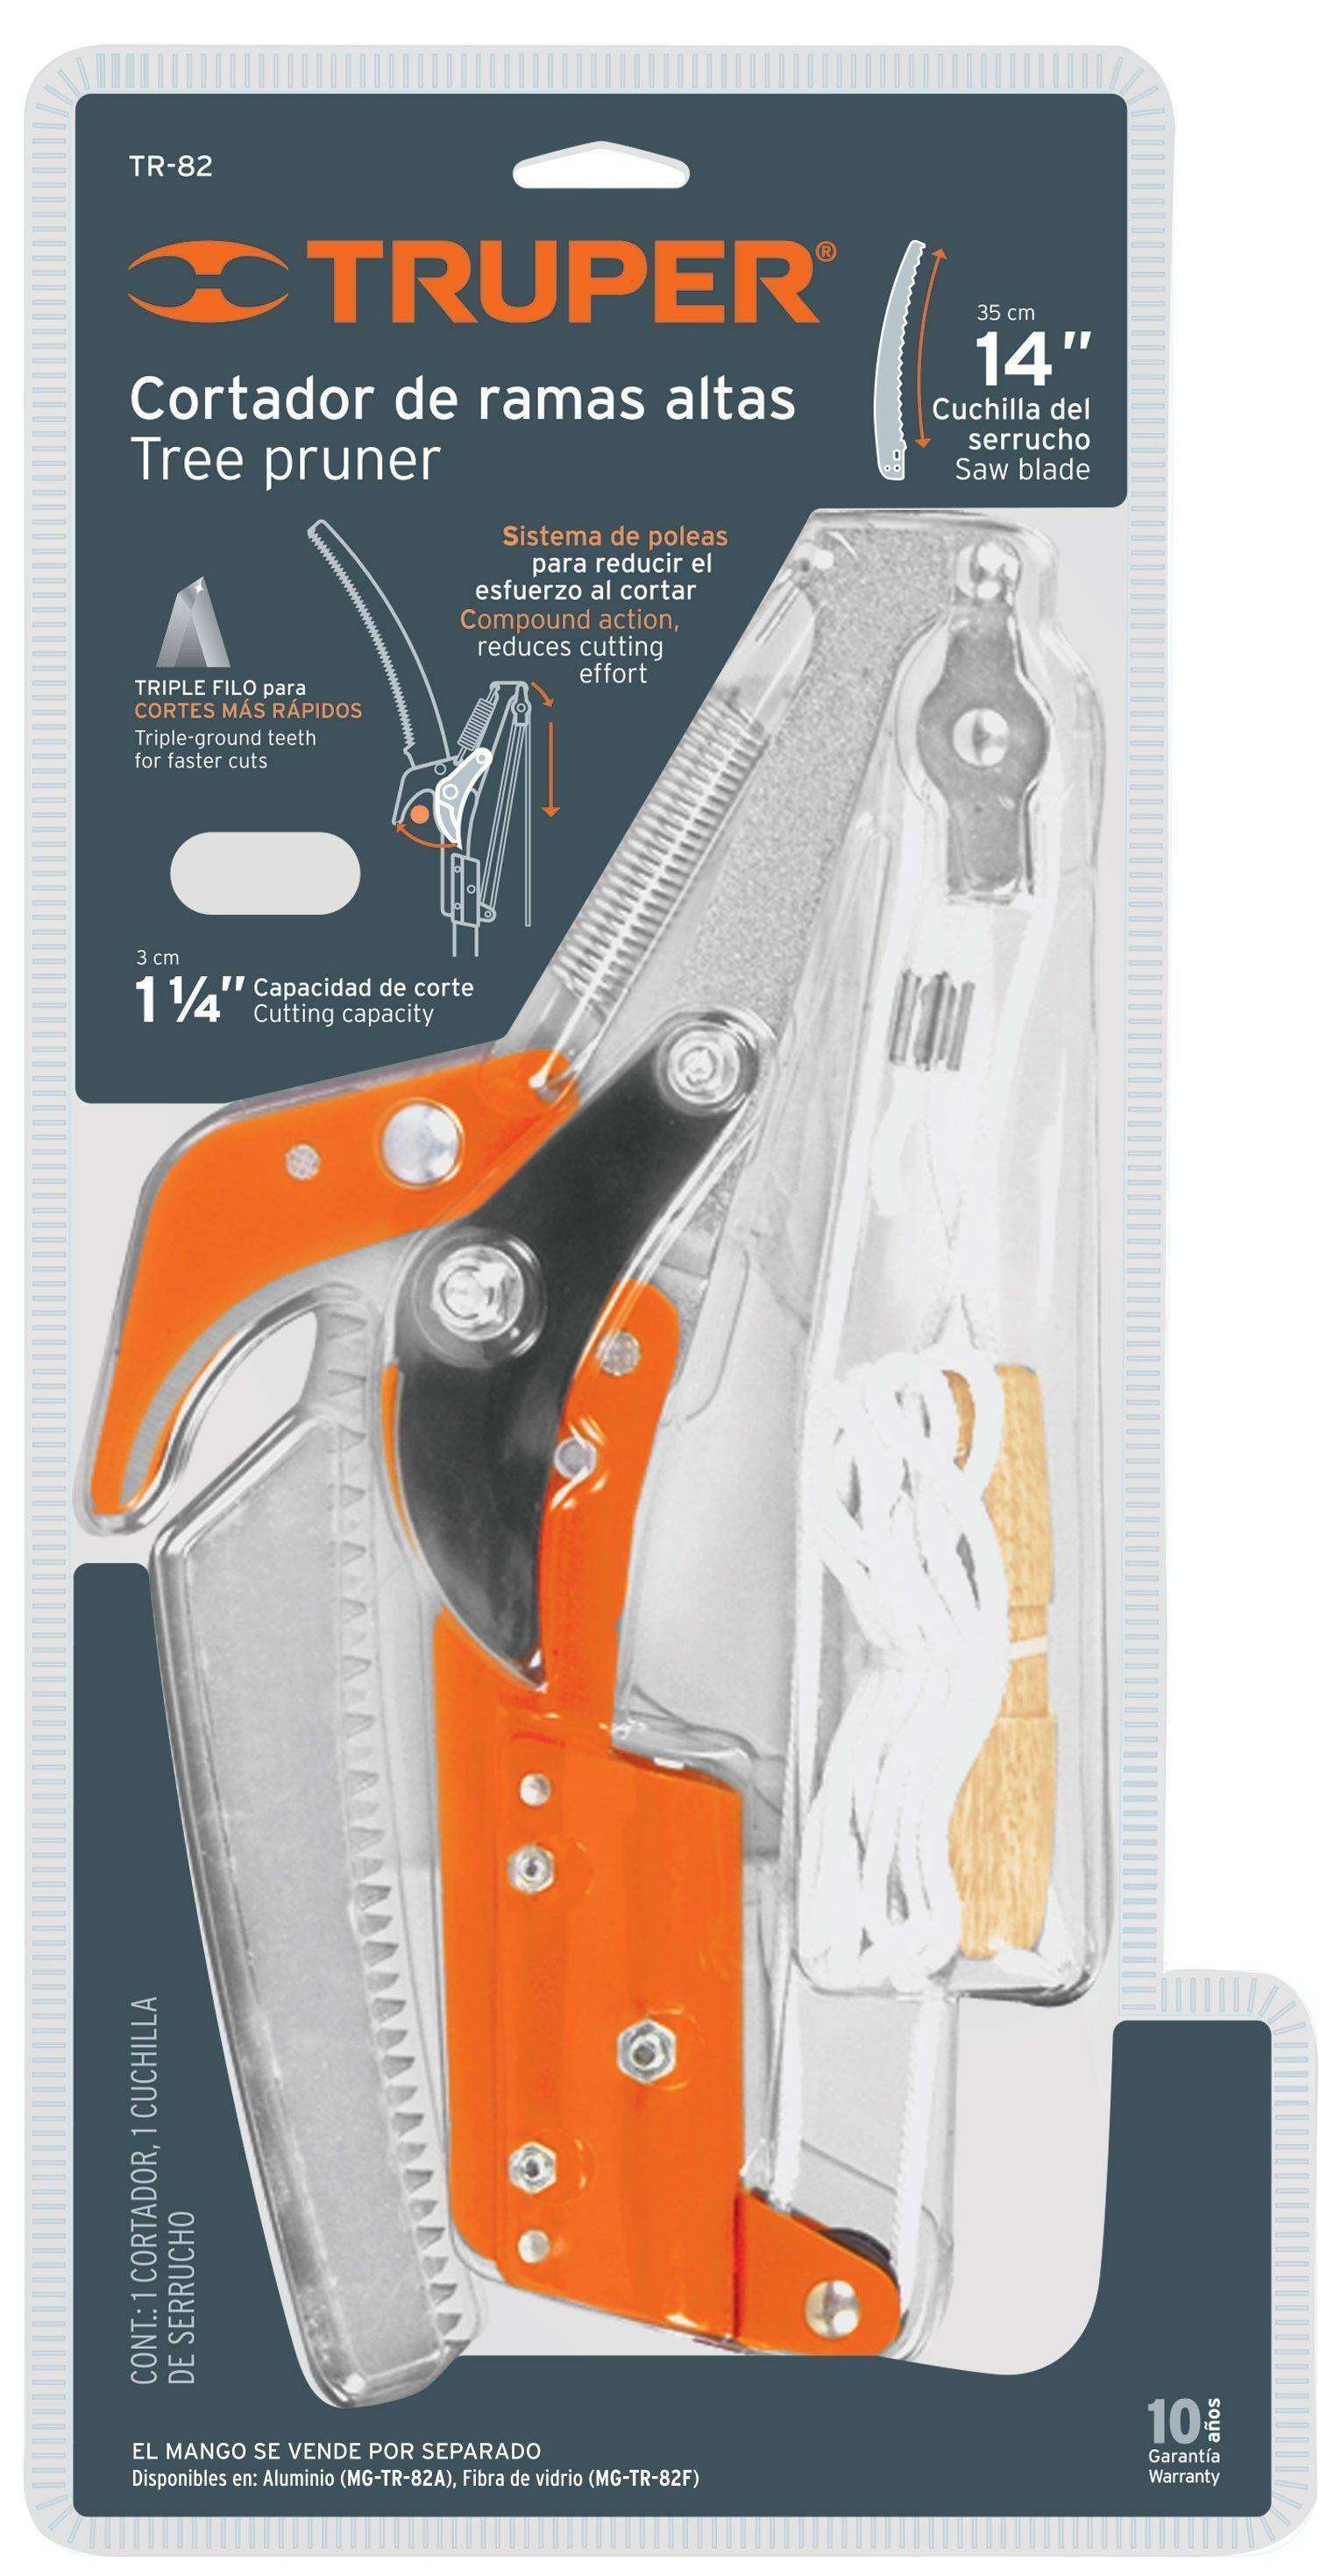 TR-82
TRUPER®
Cortador de ramas altas
Tree pruner
35 cm
14"
Cuchilla del
serrucho
Saw blade
Sistema de poleas
para reducir el
esfuerzo al cortar
Compound action,
reduces cutting
effort
TRIPLE FILO para
CORTES MÁS RÁPIDOS
Triple-ground teeth
for faster cuts
3 cm
1 ¼" Capacidad de corte
Cutting capacity
CONT.: 1 CORTADOR, 1 CUCHILLA
DE SERRUCHO
EL MANGO SE VENDE POR SEPARADO
Disponibles en: Aluminio (MG-TR-82A), Fibra de vidrio (MG-TR-82F)
10 años
Garantía
Warranty